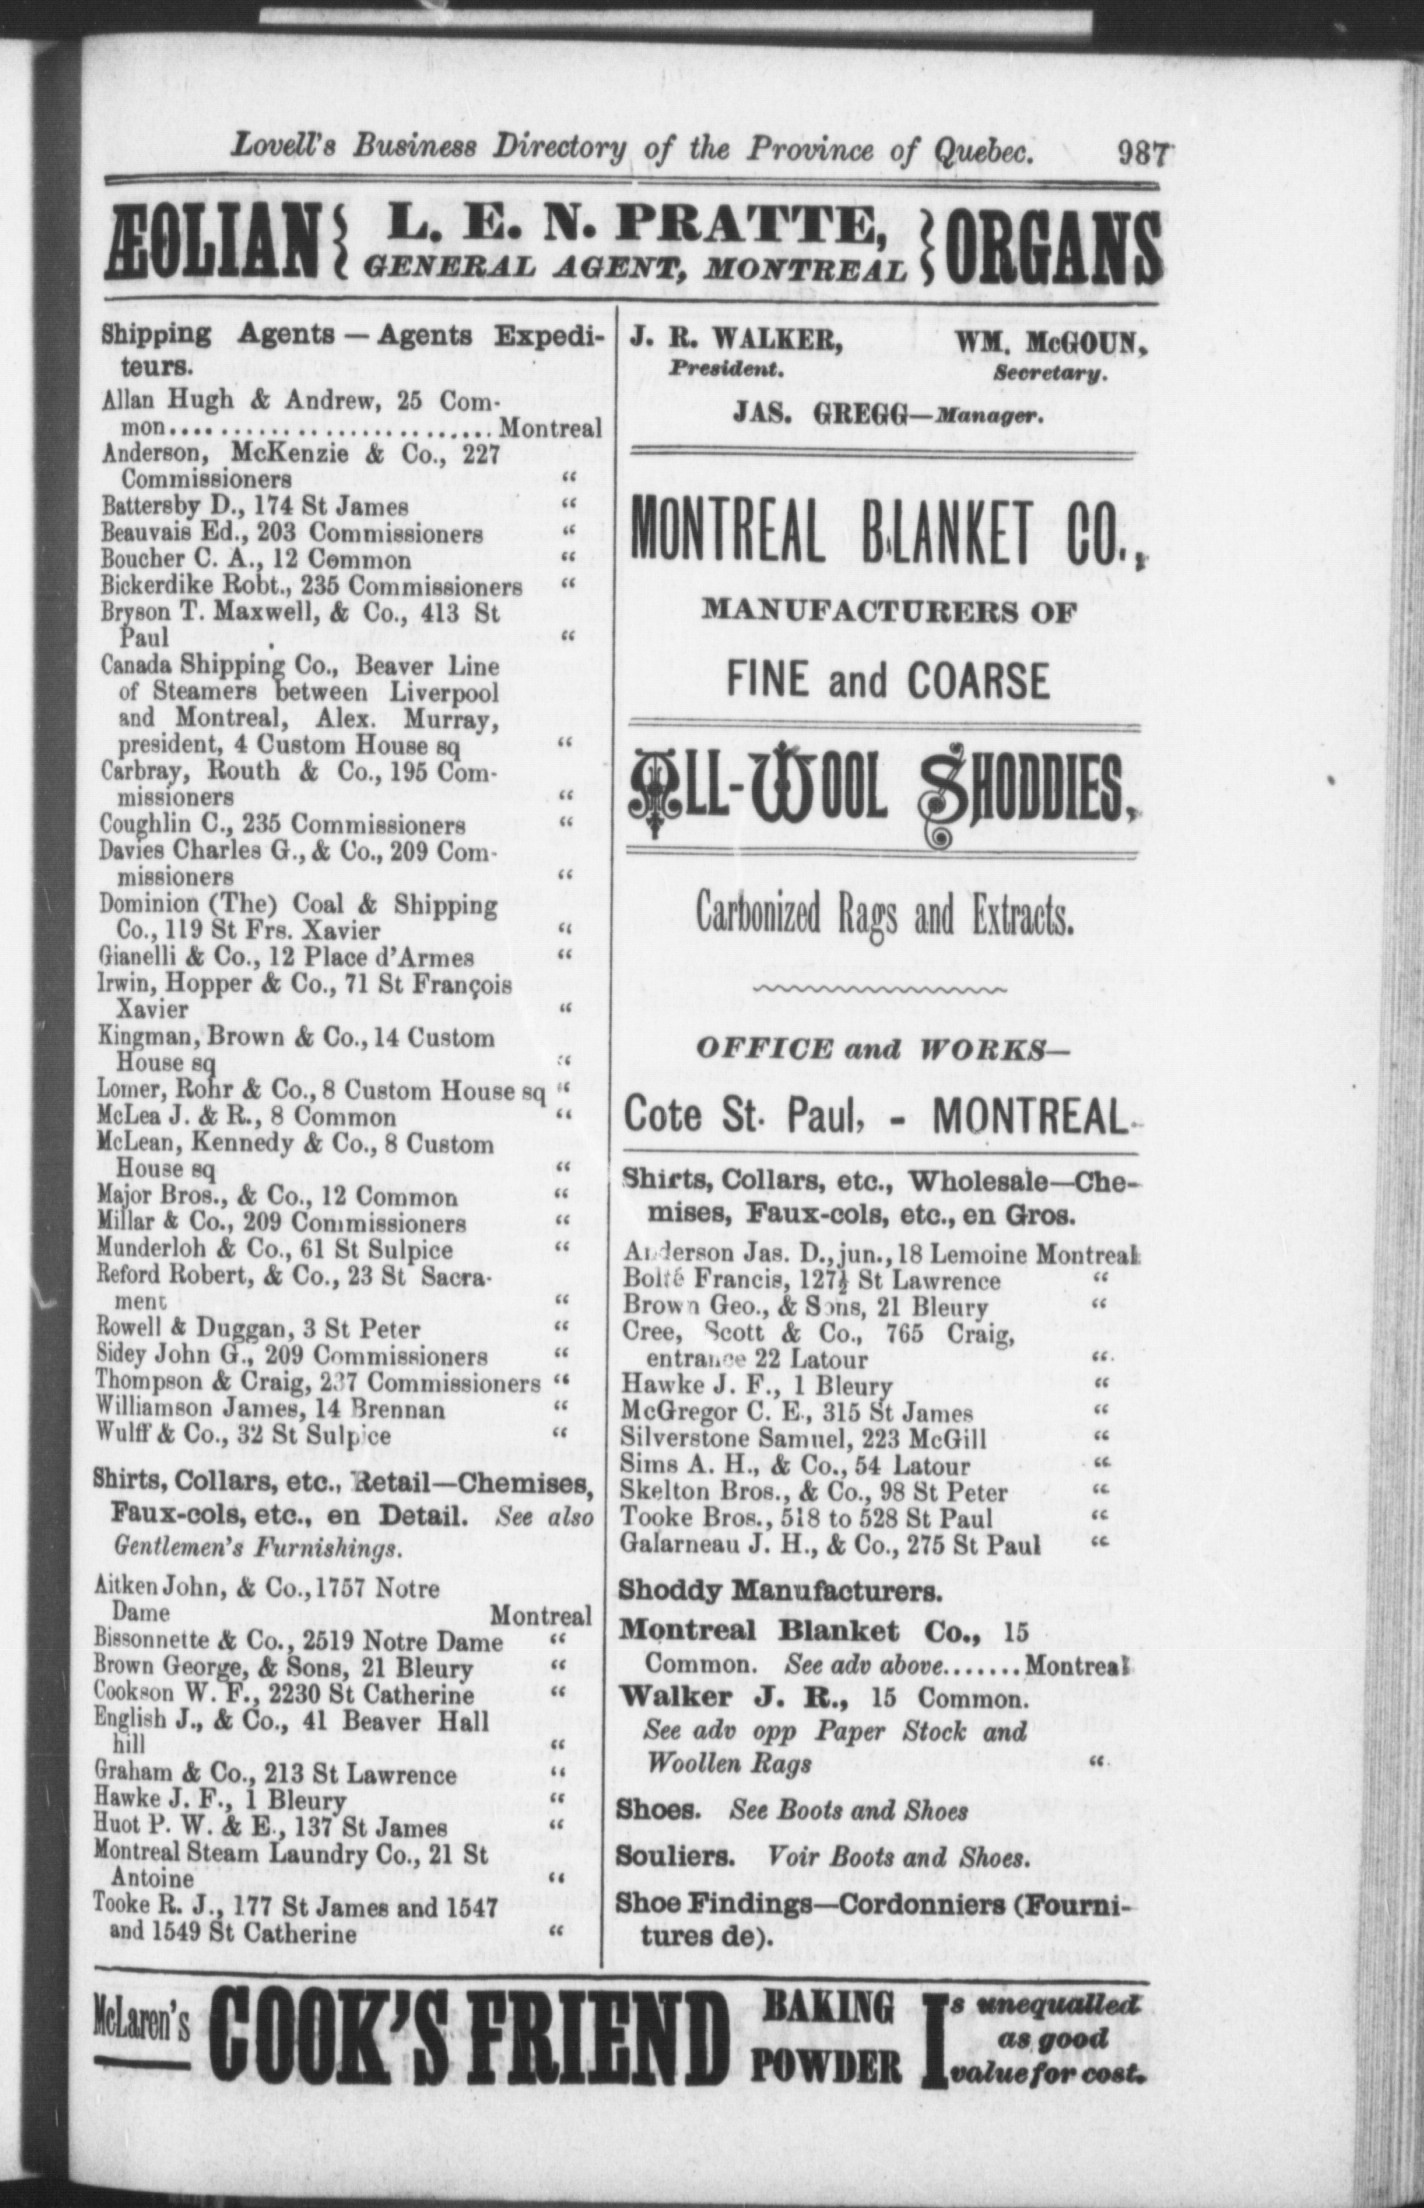 Lovell's Business Directory of the Province of Quebec. 987
ÆOLIAN { L. E. N. PRATTE, } ORGANS
GENERAL AGENT, MONTREAL
Shipping Agents — Agents Expedi-
teurs.
Allan Hugh & Andrew, 25 Com-
mon.......................... Montreal
Anderson, McKenzie & Co., 227
Commissioners “
Battersby D., 174 St James “
Beauvais Ed., 203 Commissioners “
Boucher C. A., 12 Common “
Bickerdike Robt., 235 Commissioners “
Bryson T. Maxwell, & Co., 413 St
Paul “
Canada Shipping Co., Beaver Line
of Steamers between Liverpool
and Montreal, Alex. Murray,
president, 4 Custom House sq “
Carbray, Routh & Co., 195 Com-
missioners “
Coughlin C., 235 Commissioners “
Davies Charles G., & Co., 209 Com-
missioners “
Dominion (The) Coal & Shipping
Co., 119 St Frs. Xavier “
Gianelli & Co., 12 Place d'Armes “
Irwin, Hopper & Co., 71 St François
Xavier “
Kingman, Brown & Co., 14 Custom
House sq “
Lomer, Rohr & Co., 8 Custom House sq “
McLea J. & R., 8 Common “
McLean, Kennedy & Co., 8 Custom
House sq “
Major Bros., & Co., 12 Common “
Millar & Co., 209 Commissioners “
Munderloh & Co., 61 St Sulpice “
Reford Robert, & Co., 23 St Sacra-
ment “
Rowell & Duggan, 3 St Peter “
Sidey John G., 209 Commissioners “
Thompson & Craig, 237 Commissioners “
Williamson James, 14 Brennan “
Wulff & Co., 32 St Sulpice “
Shirts, Collars, etc., Retail—Chemises,
Faux-cols, etc., en Detail. See also
Gentlemen's Furnishings.
Aitken John, & Co., 1757 Notre
Dame Montreal
Bissonnette & Co., 2519 Notre Dame “
Brown George, & Sons, 21 Bleury “
Cookson W. F., 2230 St Catherine “
English J., & Co., 41 Beaver Hall
hill “
Graham & Co., 213 St Lawrence “
Hawke J. F., 1 Bleury “
Huot P. W. & E., 137 St James “
Montreal Steam Laundry Co., 21 St
Antoine “
Tooke R. J., 177 St James and 1547
and 1549 St Catherine “
J. R. WALKER, WM. McGOUN,
President. Secretary.
JAS. GREGG—Manager.
MONTREAL BLANKET CO.,
MANUFACTURERS OF
FINE and COARSE
ALL-WOOL SHODDIES,
Carbonized Rags and Extracts.
OFFICE and WORKS—
Cote St. Paul, - MONTREAL.
Shirts, Collars, etc., Wholesale—Che-
mises, Faux-cols, etc., en Gros.
Anderson Jas. D., jun., 18 Lemoine Montreal
Bolté Francis, 127½ St Lawrence “
Brown Geo., & Sons, 21 Bleury “
Cree, Scott & Co., 765 Craig,
entrance 22 Latour “
Hawke J. F., 1 Bleury “
McGregor C. E., 315 St James “
Silverstone Samuel, 223 McGill “
Sims A. H., & Co., 54 Latour “
Skelton Bros., & Co., 98 St Peter “
Tooke Bros., 518 to 528 St Paul “
Galarneau J. H., & Co., 275 St Paul “
Shoddy Manufacturers.
Montreal Blanket Co., 15
Common. See adv above.......Montreal
Walker J. R., 15 Common.
See adv opp Paper Stock and
Woollen Rags “
Shoes. See Boots and Shoes
Souliers. Voir Boots and Shoes.
Shoe Findings—Cordonniers (Fourni-
tures de).
McLaren's COOK'S FRIEND BAKING POWDER Is unequalled
as good
value for cost.